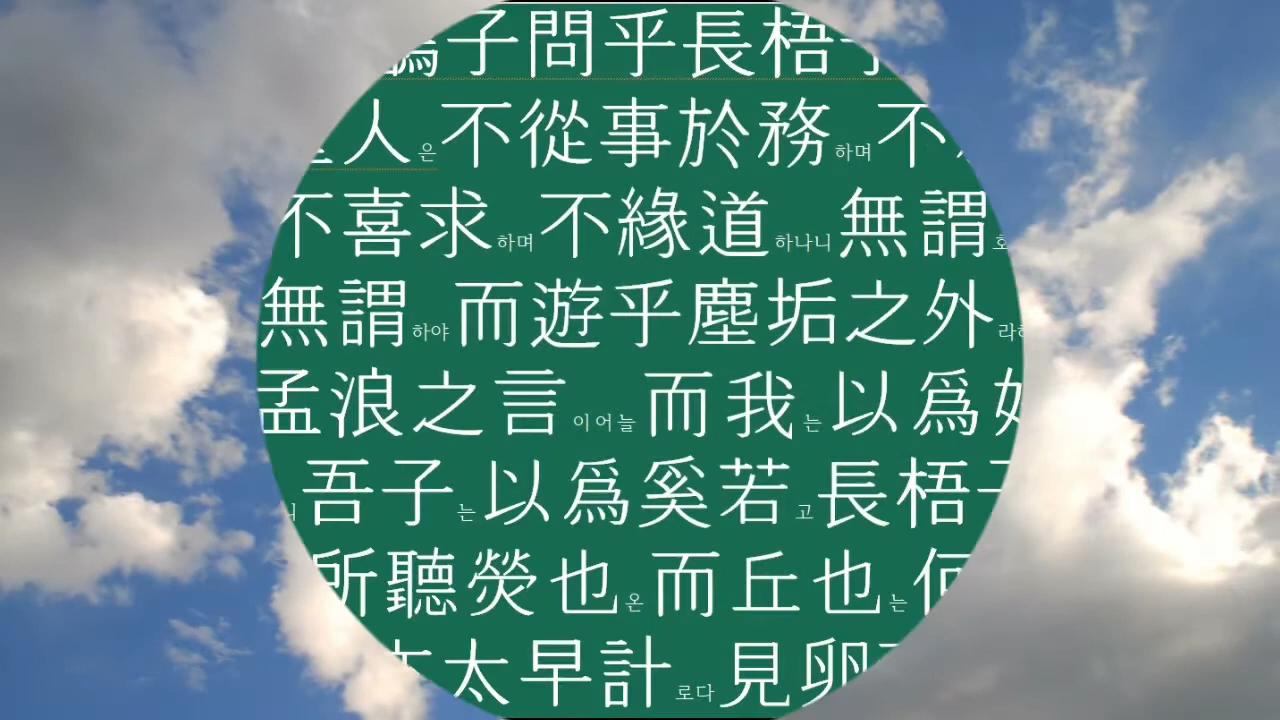 子問乎長梧
人은不從事於務하며不
不喜求하며不緣道하나니無謂
無謂하야而遊乎塵垢之外라
孟浪之言이어늘而我는以爲
吾子는以爲奚若고長梧
所聽熒也온而丘也는何
太早計로다見卵